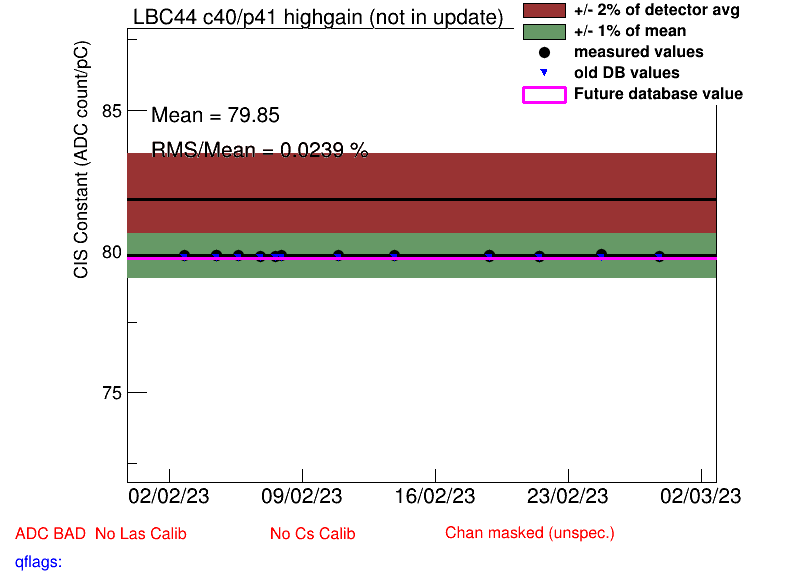 LBC44 c40/p41 highgain (not in update)
+/- 2% of detector avg
+/- 1% of mean
measured values
old DB values
Future database value
CIS Constant (ADC count/pC)
85
80
75
Mean = 79.85
RMS/Mean = 0.0239 %
02/02/23 09/02/23 16/02/23 23/02/23 02/03/23
ADC BAD No Las Calib No Cs Calib Chan masked (unspec.)
qflags: